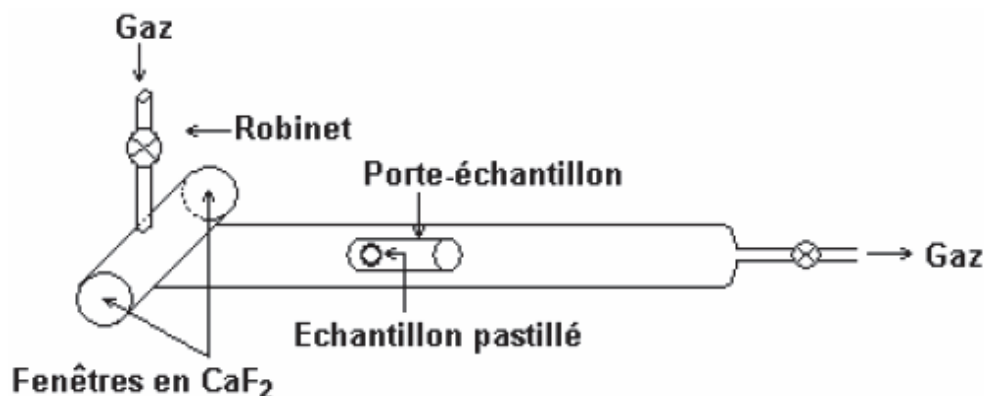 Gaz
Robinet
Porte-échantillon
Gaz
Echantillon pastillé
Fenêtres en CaF₂